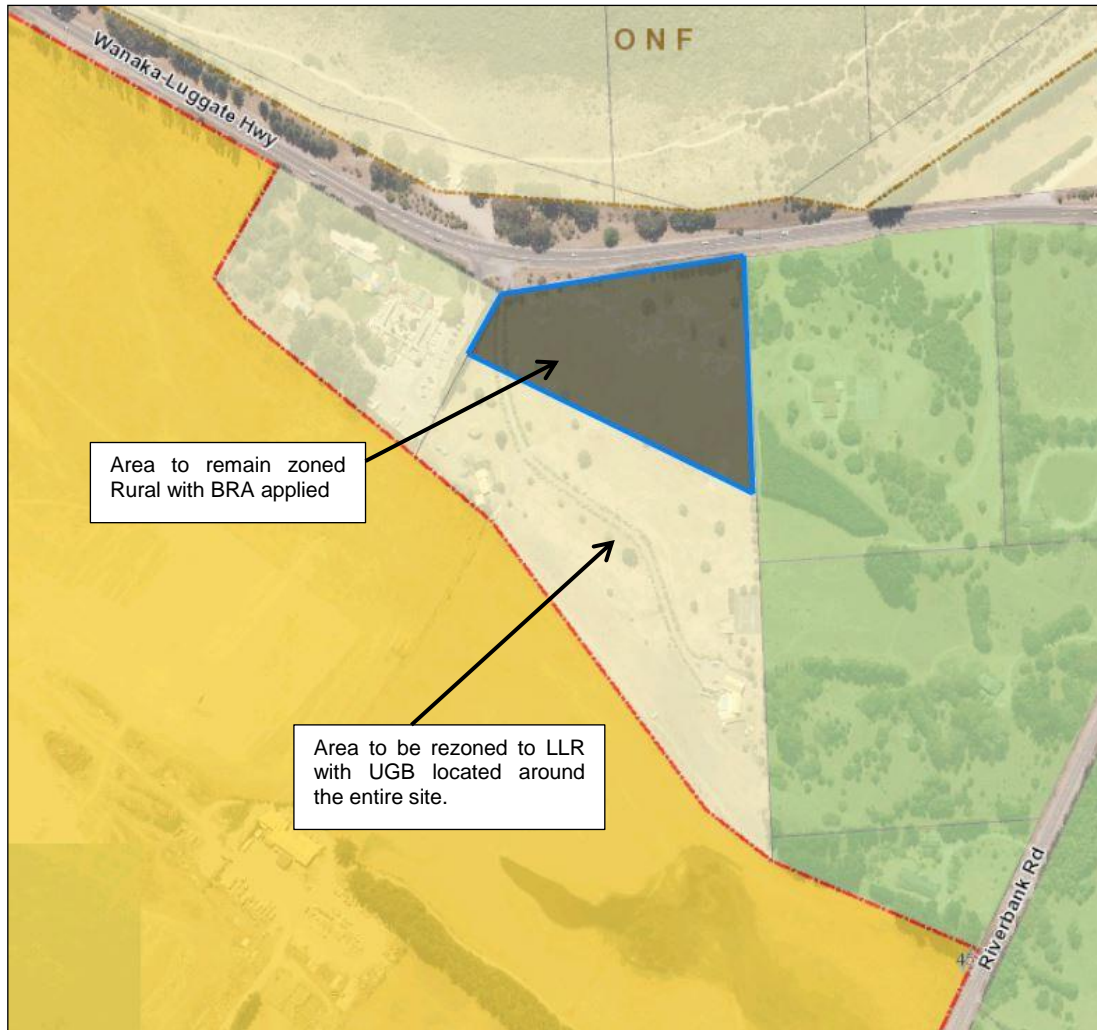 ONF
Wanaka-Luggate Hwy
Area to remain zoned
Rural with BRA applied
Area to be rezoned to LLR
with UGB located around
the entire site.
Riverbank Rd